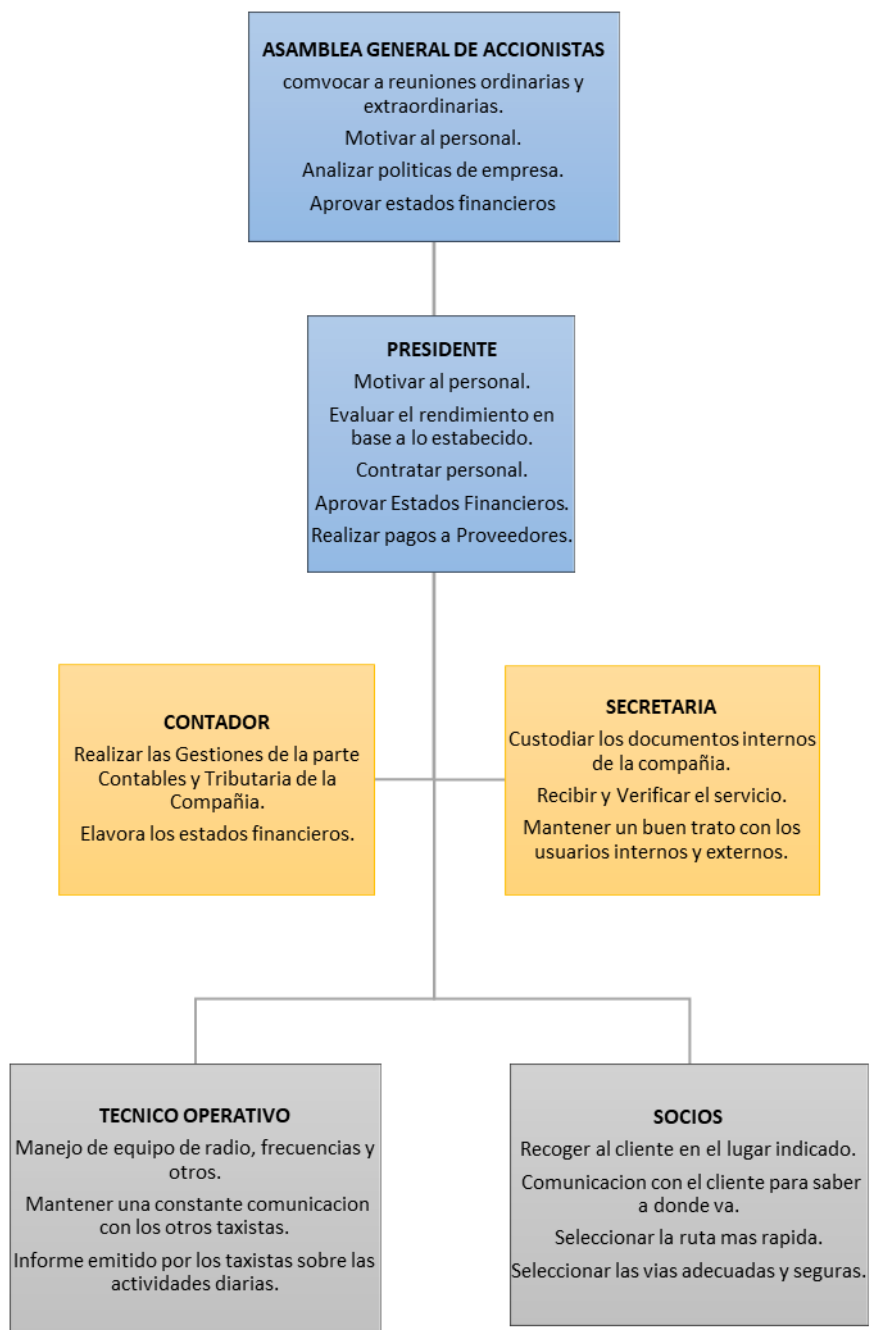 ASAMBLEA GENERAL DE ACCIONISTAS
comvocar a reuniones ordinarias y
extraordinarias.
Motivar al personal.
Analizar politicas de empresa.
Aprovar estados financieros
PRESIDENTE
Motivar al personal.
Evaluar el rendimiento en
base a lo estabecido.
Contratar personal.
Aprovar Estados Financieros.
Realizar pagos a Proveedores.
CONTADOR
Realizar las Gestiones de la parte
Contables y Tributaria de la
Compañia.
Elavora los estados financieros.
SECRETARIA
Custodiar los documentos internos
de la compañia.
Recibir y Verificar el servicio.
Mantener un buen trato con los
usuarios internos y externos.
TECNICO OPERATIVO
Manejo de equipo de radio, frecuencias y
otros.
Mantener una constante comunicacion
con los otros taxistas.
Informe emitido por los taxistas sobre las
actividades diarias.
SOCIOS
Recoger al cliente en el lugar indicado.
Comunicacion con el cliente para saber
a donde va.
Seleccionar la ruta mas rapida.
Seleccionar las vias adecuadas y seguras.